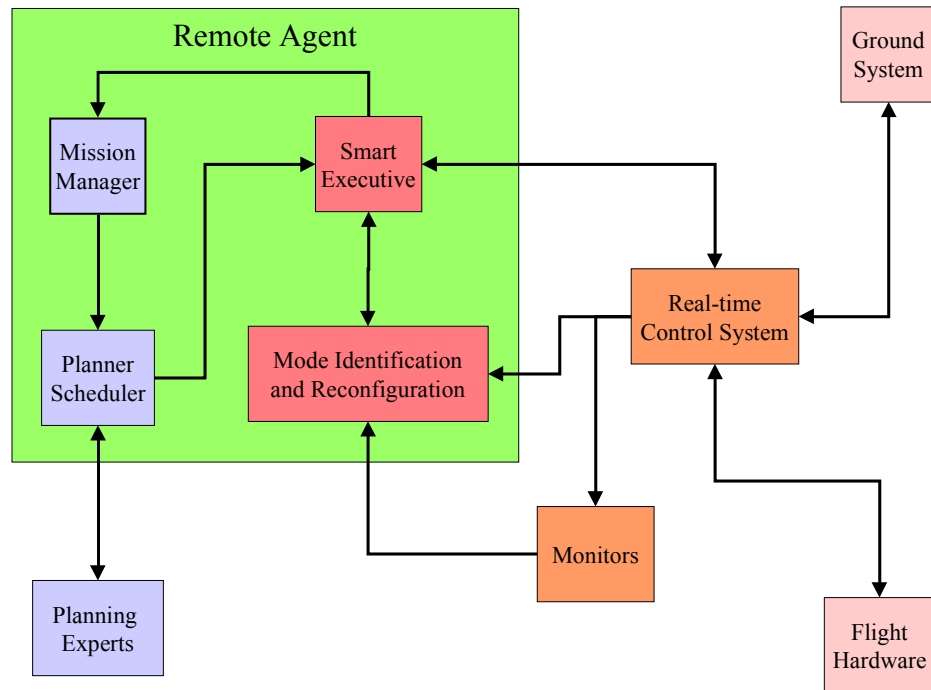 Remote Agent
Ground
System
Mission
Manager
Smart
Executive
Real-time
Control System
Planner
Scheduler
Mode Identification
and Reconfiguration
Monitors
Planning
Experts
Flight
Hardware